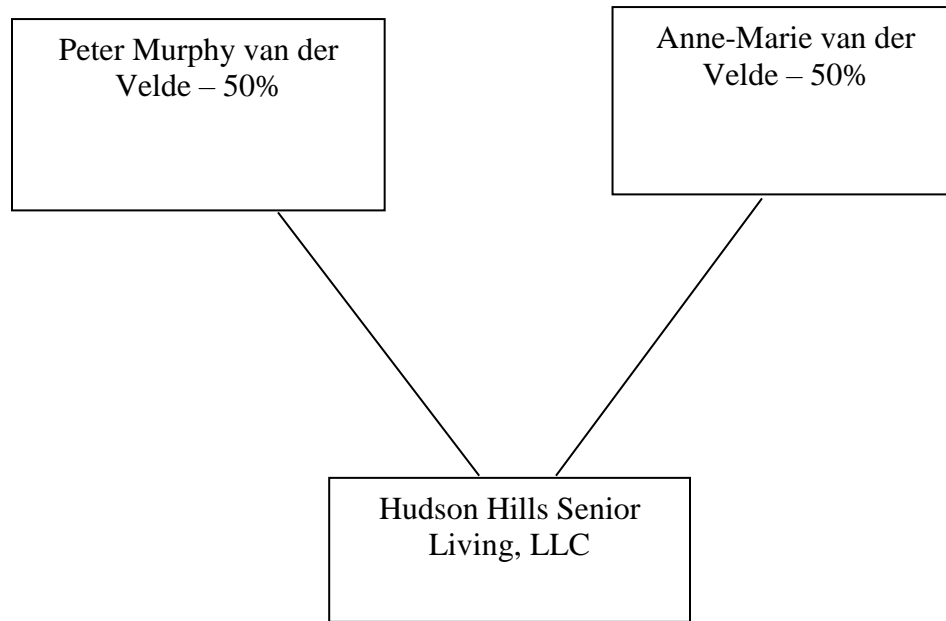 Peter Murphy van der
Velde – 50%
Anne-Marie van der
Velde – 50%
Hudson Hills Senior
Living, LLC